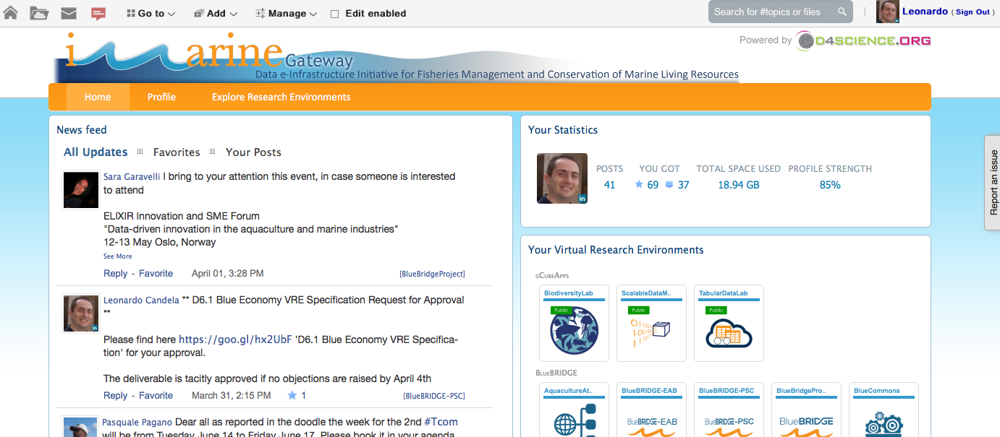 Go to Add Manage Edit enabled Search for #topics or files Leonardo ( Sign Out )
Powered by D4SCIENCE.ORG
iMarine Gateway
Data e-Infrastructure Initiative for Fisheries Management and Conservation of Marine Living Resources
Home Profile Explore Research Environments
News feed
All Updates Favorites Your Posts
Sara Garavelli I bring to your attention this event, in case someone is interested
to attend
ELIXIR Innovation and SME Forum
"Data-driven innovation in the aquaculture and marine industries"
12-13 May Oslo, Norway
See More
Reply - Favorite April 01, 3:28 PM [BlueBridgeProject]
Leonardo Candela ** D6.1 Blue Economy VRE Specification Request for Approval
**
Please find here https://goo.gl/hx2UbF 'D6.1 Blue Economy VRE Specifica-
tion' for your approval.
The deliverable is tacitly approved if no objections are raised by April 4th
Reply - Favorite March 31, 2:15 PM 1 [BlueBRIDGE-PSC]
Pasquale Pagano Dear all as reported in the doodle the week for the 2nd #Tcom
will be from Tuesday June 14 to Friday June 17. Please book it in your agenda
Your Statistics
POSTS YOU GOT TOTAL SPACE USED PROFILE STRENGTH
41 69 37 18.94 GB 85%
in
Your Virtual Research Environments
gCubeApps
BiodiversityLab ScalableDataM.. TabularDataLab
Public Public Public
BlueBRIDGE
AquacultureAt.. BlueBRIDGE-EAB BlueBRIDGE-PSC BlueBridgePro.. BlueCommons
BlueBRIDGE-EAB BlueBRIDGE-PSC BlueBRIDGE
Report an issue